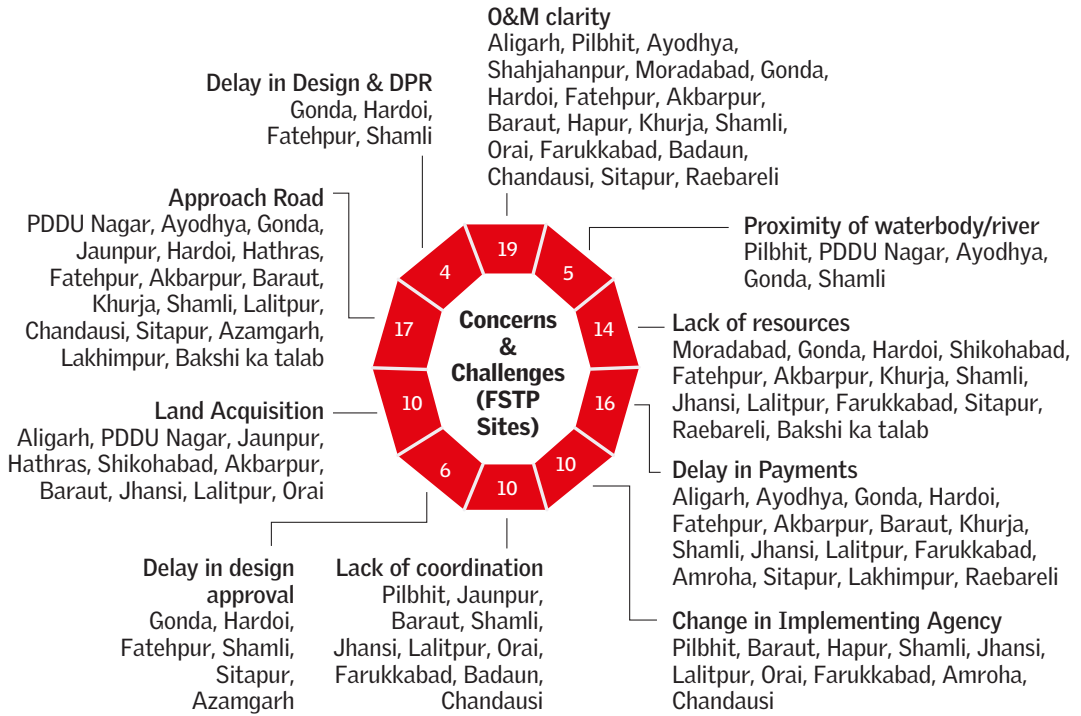 O&M clarity
Aligarh, Pilbhit, Ayodhya,
Shahjahanpur, Moradabad, Gonda,
Hardoi, Fatehpur, Akbarpur,
Baraut, Hapur, Khurja, Shamli,
Orai, Farukkabad, Badaun,
Chandausi, Sitapur, Raebareli
Delay in Design & DPR
Gonda, Hardoi,
Fatehpur, Shamli
Approach Road
PDDU Nagar, Ayodhya, Gonda,
Jaunpur, Hardoi, Hathras,
Fatehpur, Akbarpur, Baraut,
Khurja, Shamli, Lalitpur,
Chandausi, Sitapur, Azamgarh,
Lakhimpur, Bakshi ka talab
Land Acquisition
Aligarh, PDDU Nagar, Jaunpur,
Hathras, Shikohabad, Akbarpur,
Baraut, Jhansi, Lalitpur, Orai
Delay in design
approval
Gonda, Hardoi,
Fatehpur, Shamli,
Sitapur,
Azamgarh
Lack of coordination
Pilbhit, Jaunpur,
Baraut, Shamli,
Jhansi, Lalitpur, Orai,
Farukkabad, Badaun,
Chandausi
19
5
14
16
10
10
6
10
17
4
Concerns
&
Challenges
(FSTP
Sites)
Proximity of waterbody/river
Pilbhit, PDDU Nagar, Ayodhya,
Gonda, Shamli
Lack of resources
Moradabad, Gonda, Hardoi, Shikohabad,
Fatehpur, Akbarpur, Khurja, Shamli,
Jhansi, Lalitpur, Farukkabad, Sitapur,
Raebareli, Bakshi ka talab
Delay in Payments
Aligarh, Ayodhya, Gonda, Hardoi,
Fatehpur, Akbarpur, Baraut, Khurja,
Shamli, Jhansi, Lalitpur, Farukkabad,
Amroha, Sitapur, Lakhimpur, Raebareli
Change in Implementing Agency
Pilbhit, Baraut, Hapur, Shamli, Jhansi,
Lalitpur, Orai, Farukkabad, Amroha,
Chandausi